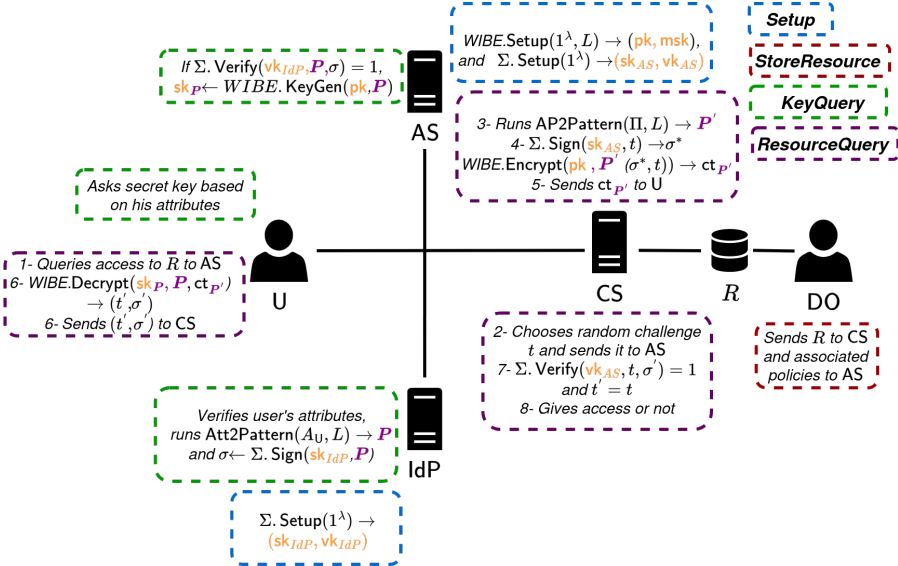 WIBE.Setup(1^λ, L) → (pk, msk),
and Σ.Setup(1^λ) →(sk_AS, vk_AS)
Setup
StoreResource
KeyQuery
ResourceQuery
If Σ.Verify(vk_IdP,P,σ) = 1,
sk_P← WIBE.KeyGen(pk,P)
AS
3- Runs AP2Pattern(Π, L) → P′
4- Σ.Sign(sk_AS, t) →σ*
WIBE.Encrypt(pk , P′ (σ*, t)) → ct_P′
5- Sends ct_P′ to U
Asks secret key based
on his attributes
1- Queries access to R to AS
6- WIBE.Decrypt(sk_P, P, ct_P′)
→ (t′,σ′)
6- Sends (t′,σ′) to CS
U
CS
R
DO
2- Chooses random challenge
t and sends it to AS
7- Σ.Verify(vk_AS, t, σ′) = 1
and t′ = t
8- Gives access or not
Sends R to CS
and associated
policies to AS
Verifies user's attributes,
runs Att2Pattern(A_U, L) → P
and σ← Σ.Sign(sk_IdP,P)
IdP
Σ.Setup(1^λ) →
(sk_IdP, vk_IdP)